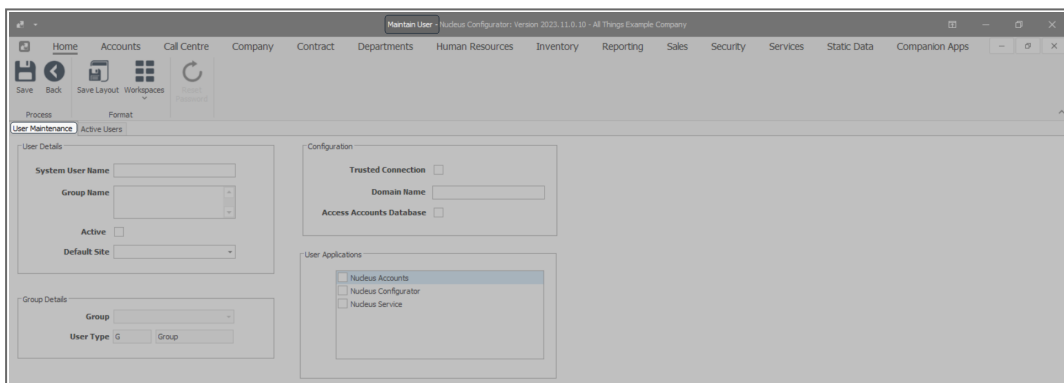 Maintain User - Nucleus Configurator: Version 2023.11.0.10 - All Things Example Company
Home Accounts Call Centre Company Contract Departments Human Resources Inventory Reporting Sales Security Services Static Data Companion Apps
Save Back Save Layout Workspaces Reset Password
Process Format
User Maintenance Active Users
User Details
System User Name
Group Name
Active
Default Site
Group Details
Group
User Type G Group
Configuration
Trusted Connection
Domain Name
Access Accounts Database
User Applications
Nucleus Accounts
Nucleus Configurator
Nucleus Service